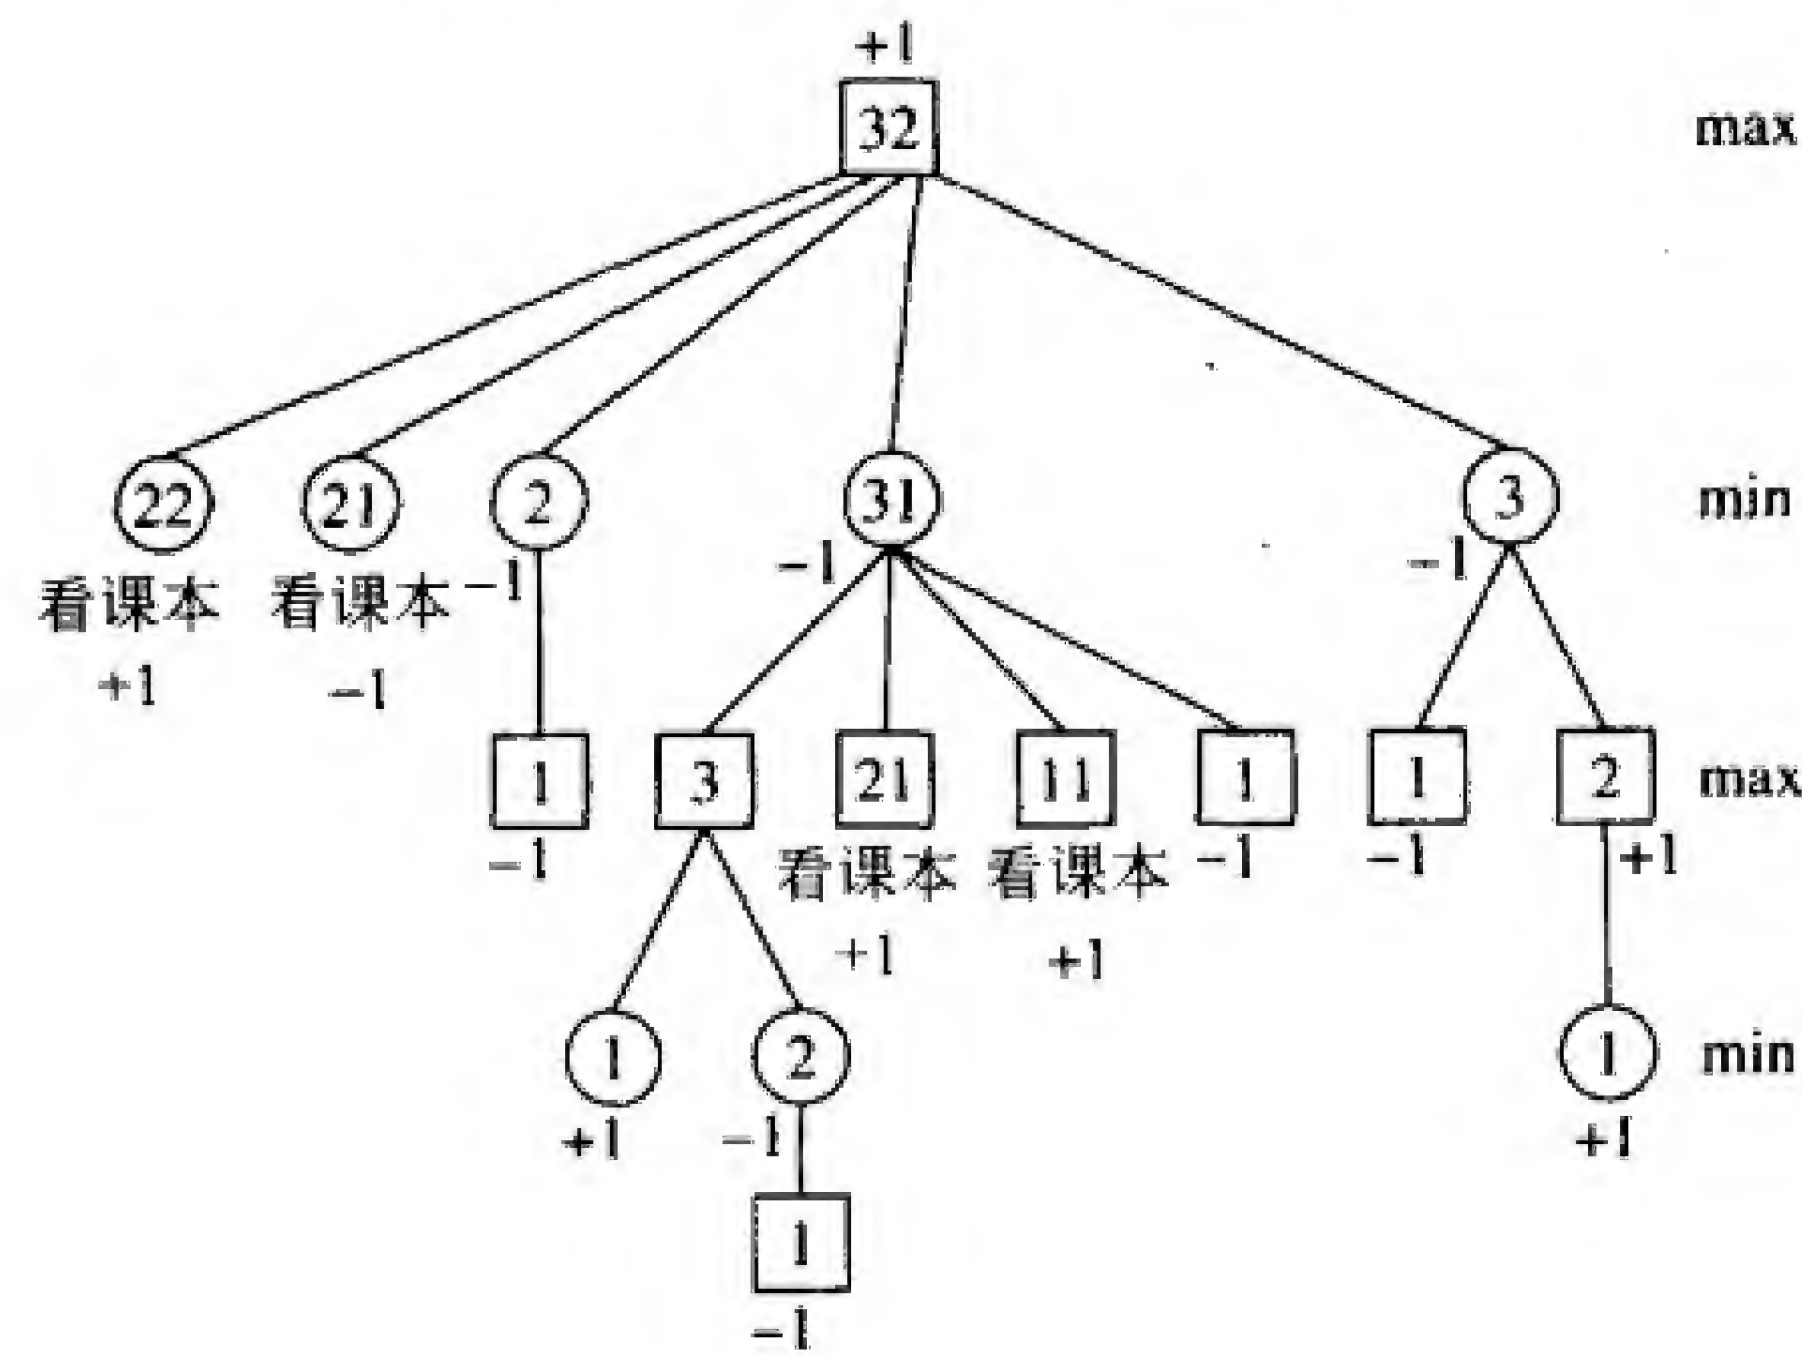 +1
32 max
22 21 2 31 3 min
-1 -1
看课本 看课本 -1
+1 -1
1 3 21 11 1 1 2 max
-1 看课本 看课本 -1 -1 +1
+1 +1
1 2 1 min
+1 -1 +1
1
-1